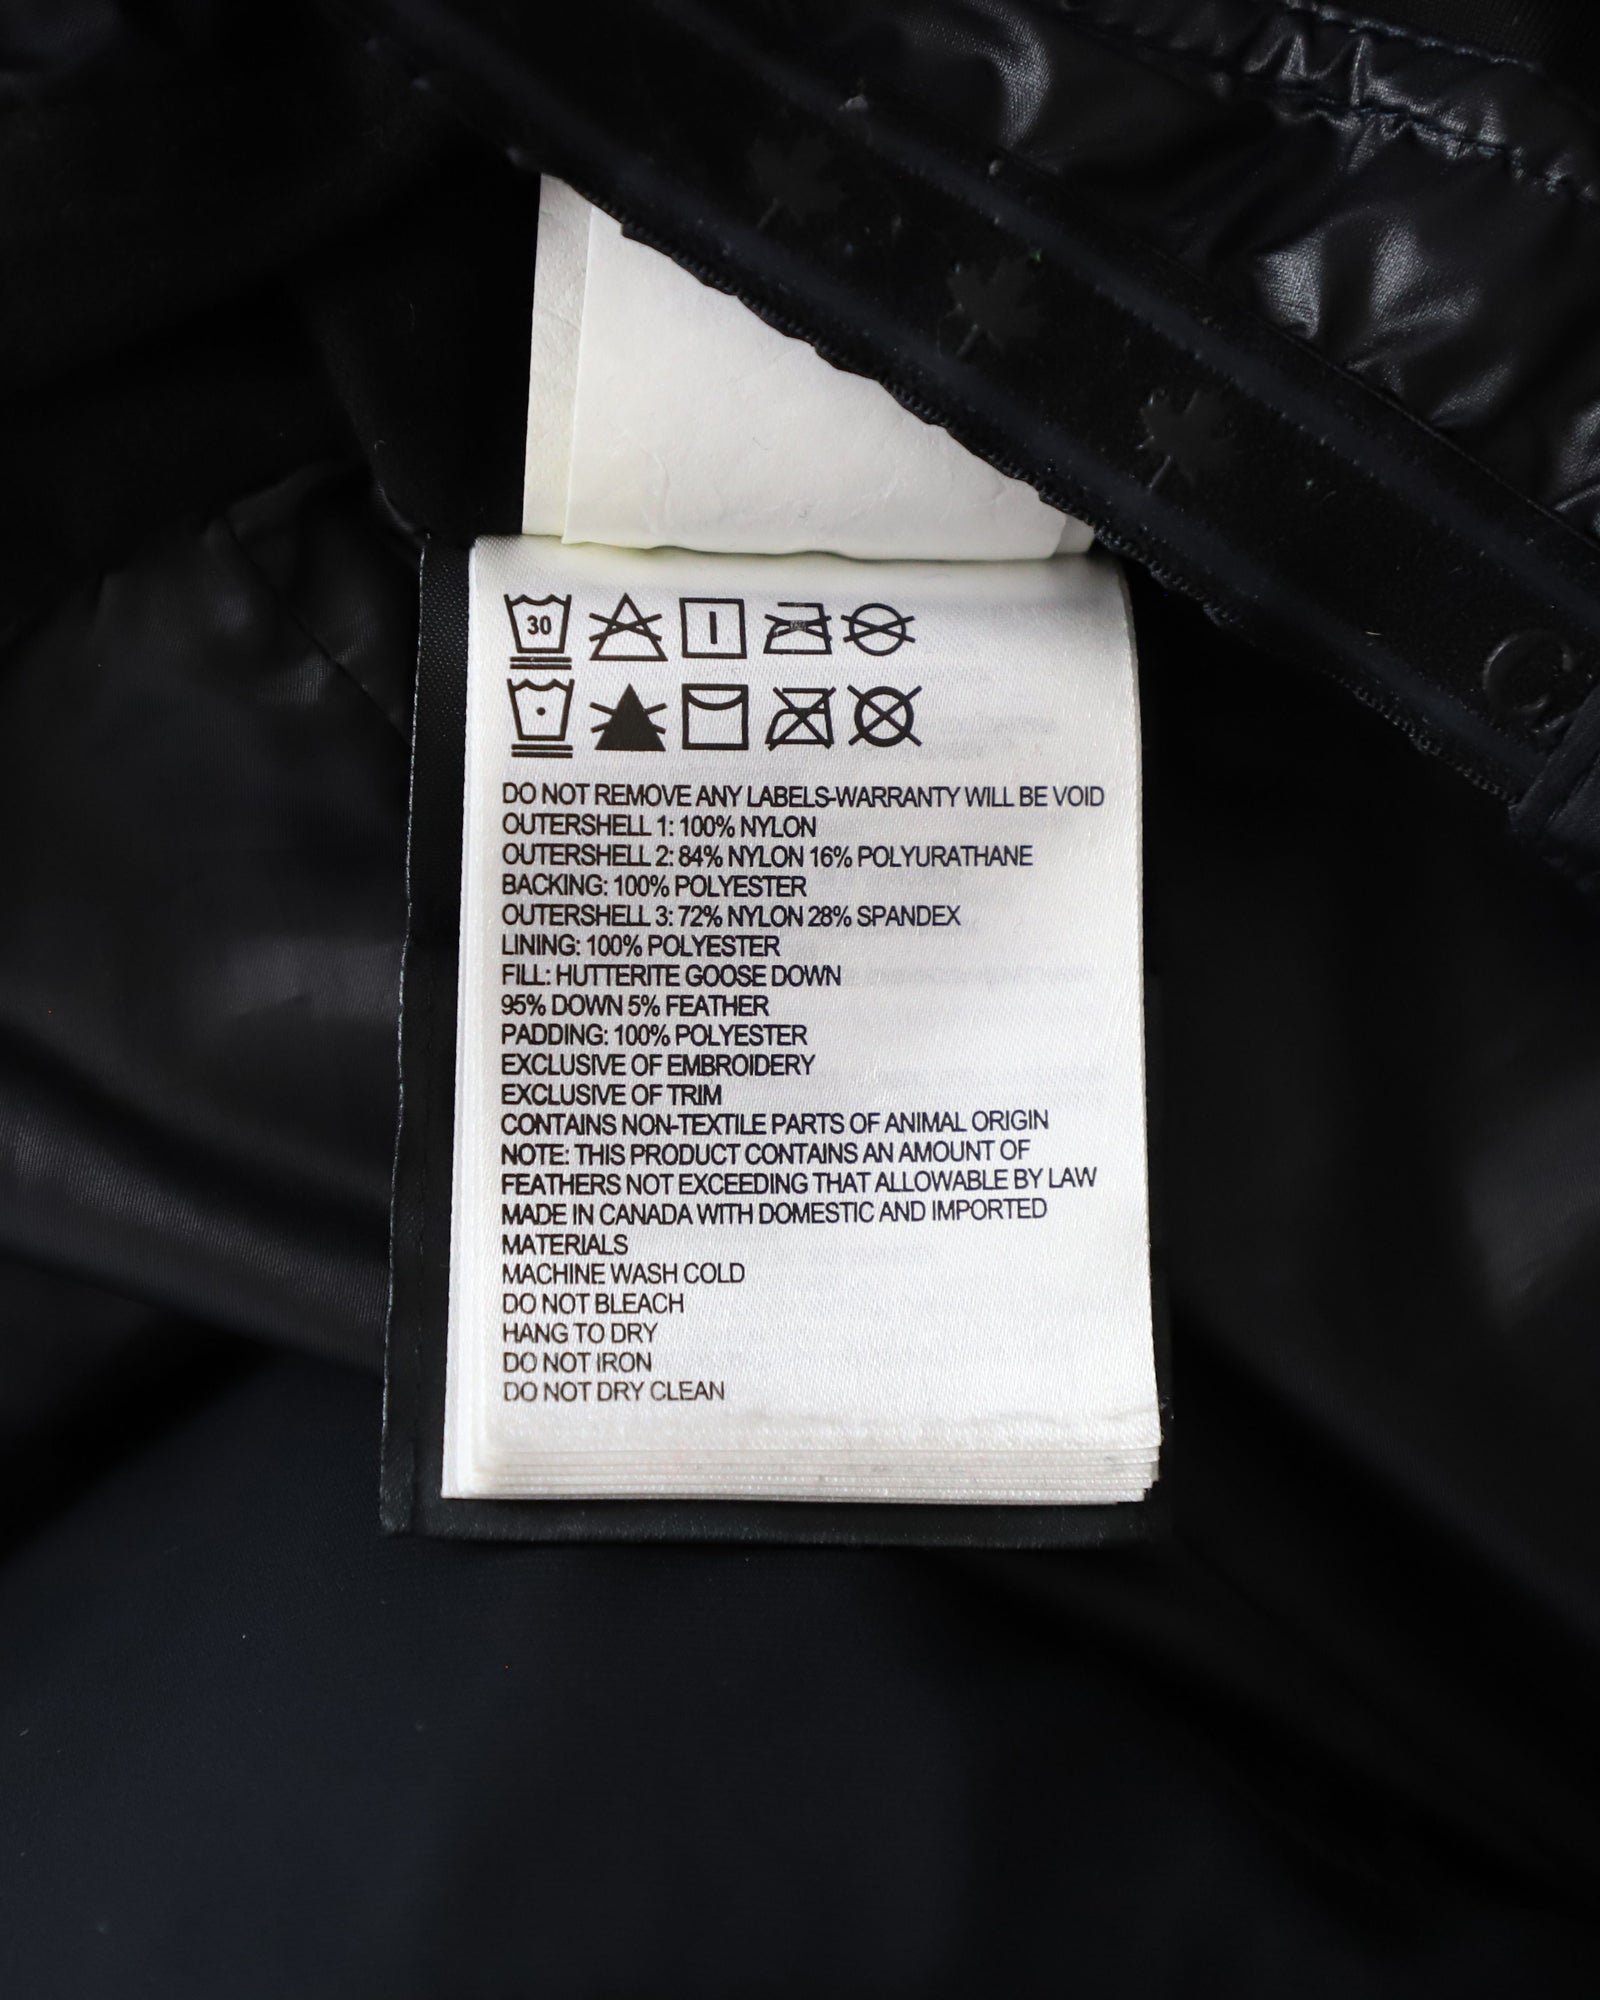 30
DO NOT REMOVE ANY LABELS-WARRANTY WILL BE VOID
OUTERSHELL 1: 100% NYLON
OUTERSHELL 2: 84% NYLON 16% POLYURATHANE
BACKING: 100% POLYESTER
OUTERSHELL 3: 72% NYLON 28% SPANDEX
LINING: 100% POLYESTER
FILL: HUTTERITE GOOSE DOWN
95% DOWN 5% FEATHER
PADDING: 100% POLYESTER
EXCLUSIVE OF EMBROIDERY
EXCLUSIVE OF TRIM
CONTAINS NON-TEXTILE PARTS OF ANIMAL ORIGIN
NOTE: THIS PRODUCT CONTAINS AN AMOUNT OF
FEATHERS NOT EXCEEDING THAT ALLOWABLE BY LAW
MADE IN CANADA WITH DOMESTIC AND IMPORTED
MATERIALS
MACHINE WASH COLD
DO NOT BLEACH
HANG TO DRY
DO NOT IRON
DO NOT DRY CLEAN